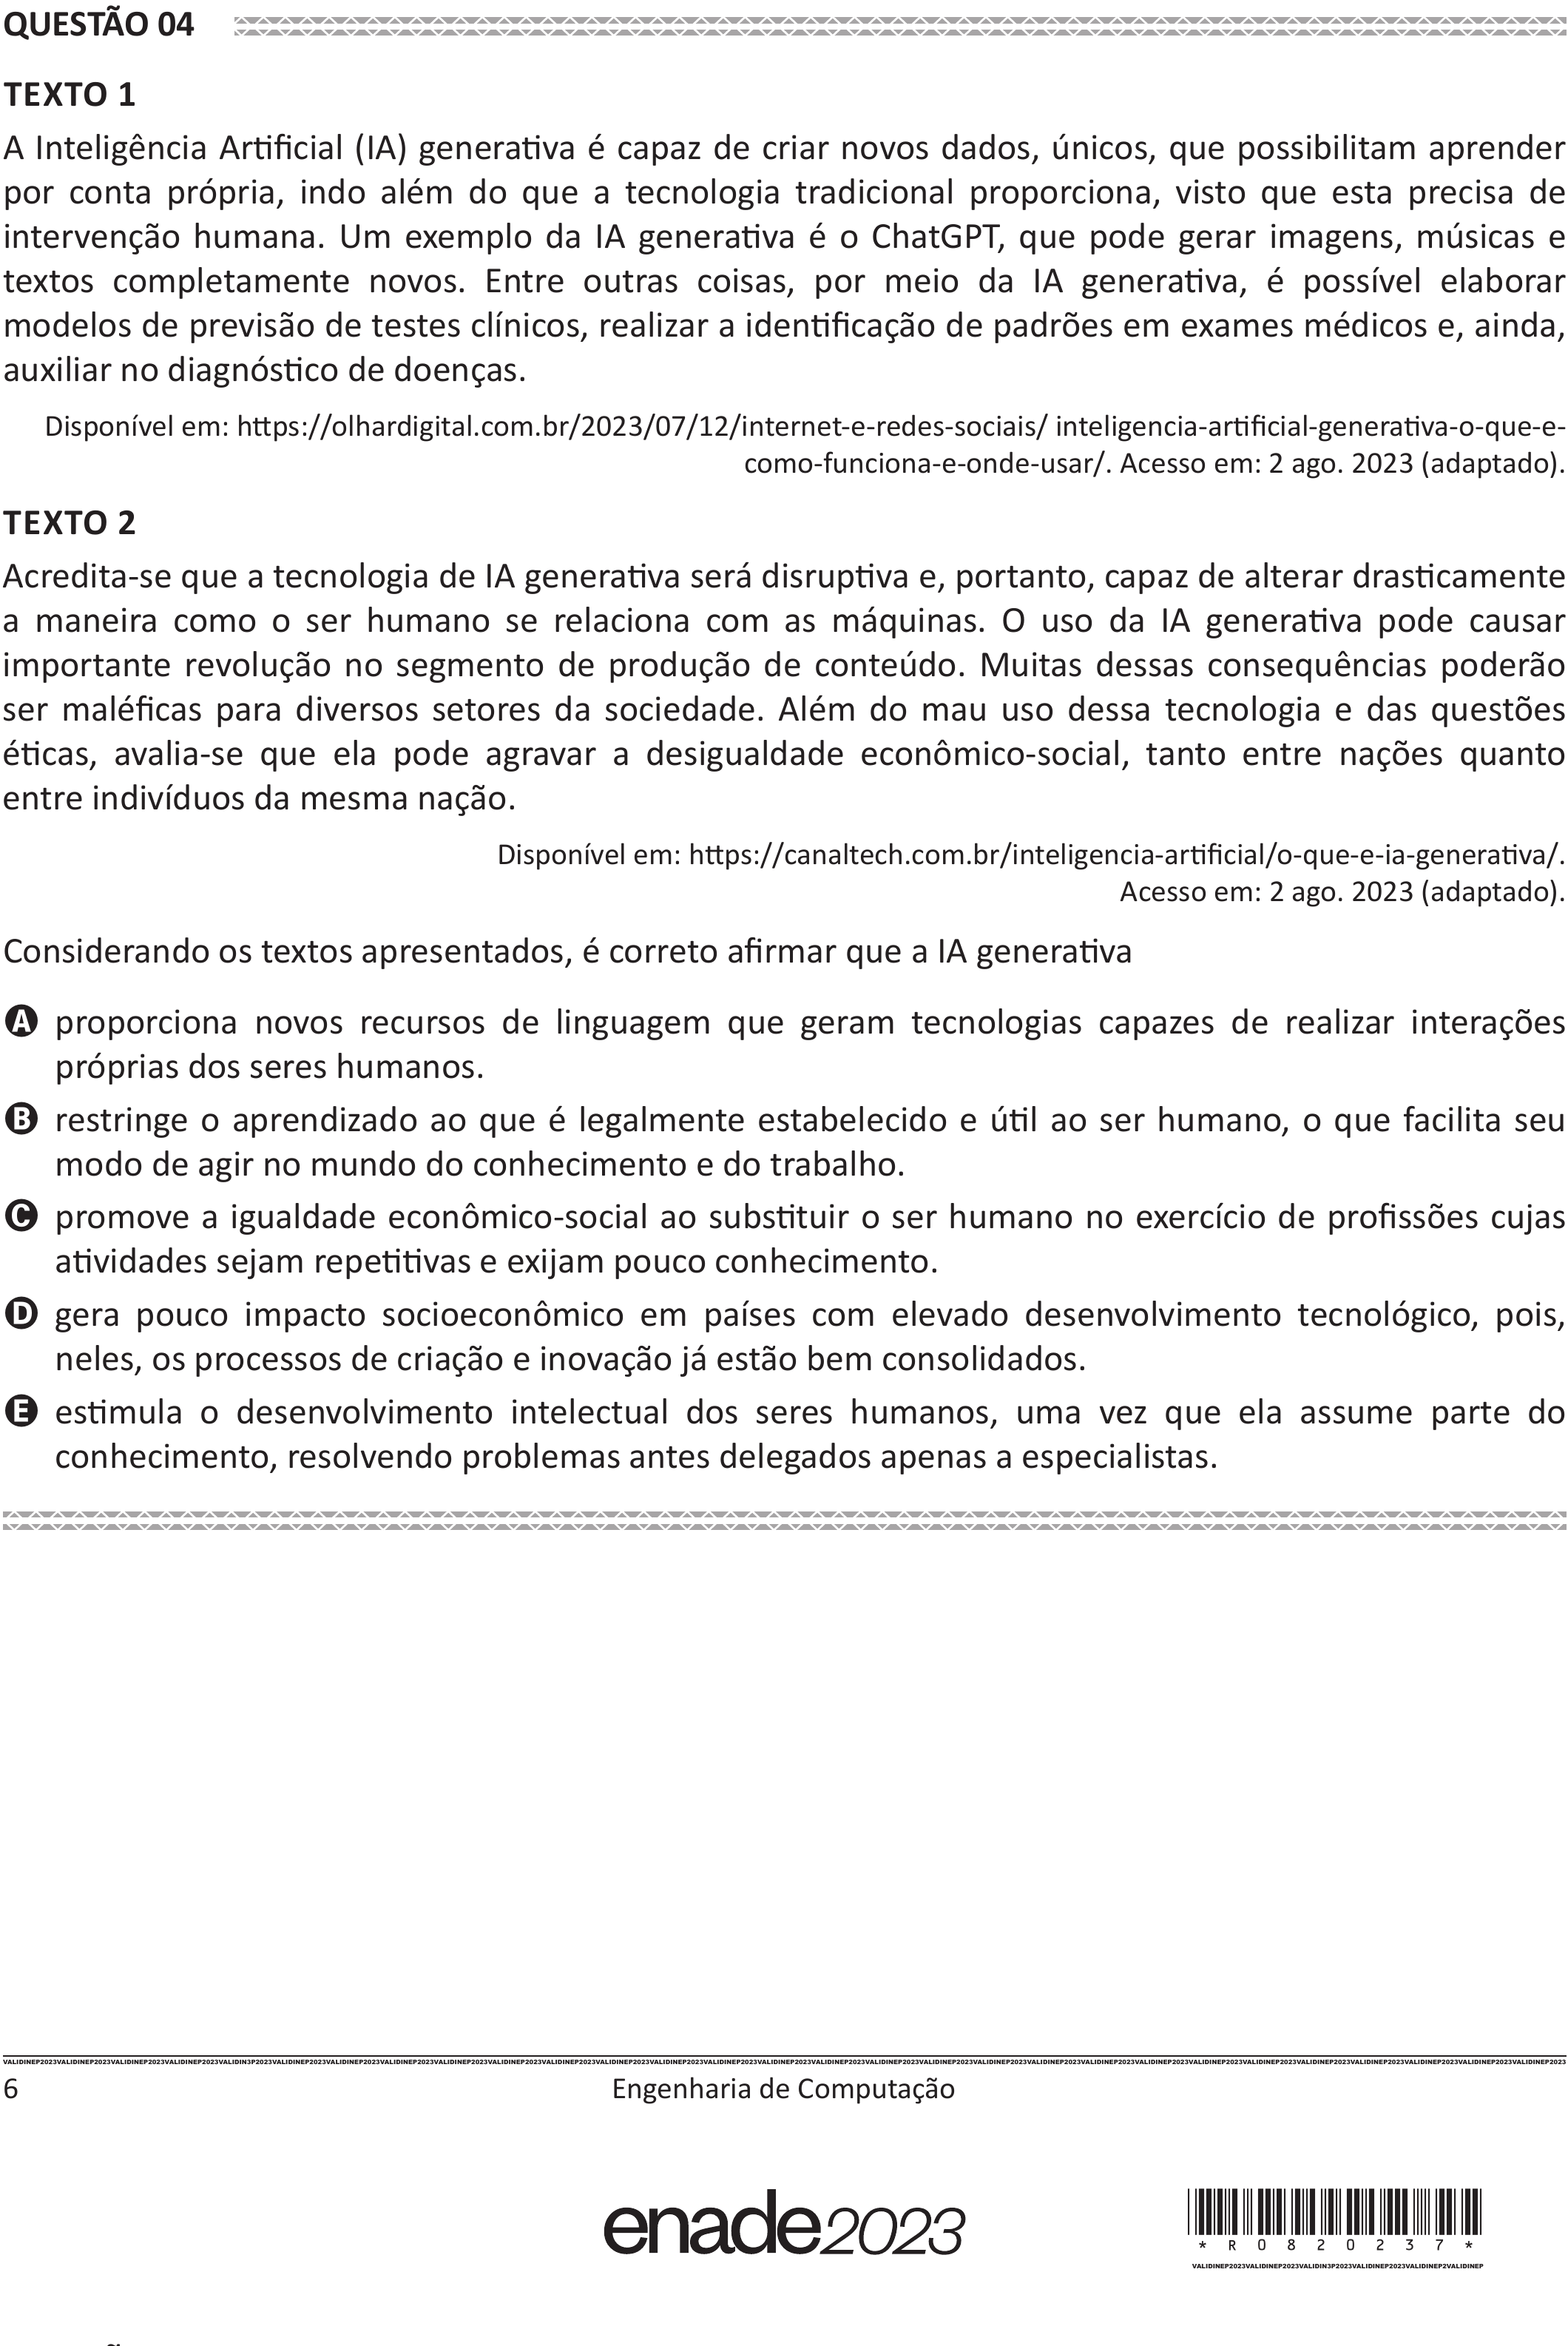 QUESTÃO 04
TEXTO 1
A Inteligência Artificial (IA) generativa é capaz de criar novos dados, únicos, que possibilitam aprender
por conta própria, indo além do que a tecnologia tradicional proporciona, visto que esta precisa de
intervenção humana. Um exemplo da IA generativa é o ChatGPT, que pode gerar imagens, músicas e
textos completamente novos. Entre outras coisas, por meio da IA generativa, é possível elaborar
modelos de previsão de testes clínicos, realizar a identificação de padrões em exames médicos e, ainda,
auxiliar no diagnóstico de doenças.
Disponível em: https://olhardigital.com.br/2023/07/12/internet-e-redes-sociais/ inteligencia-artificial-generativa-o-que-e-
como-funciona-e-onde-usar/. Acesso em: 2 ago. 2023 (adaptado).
TEXTO 2
Acredita-se que a tecnologia de IA generativa será disruptiva e, portanto, capaz de alterar drasticamente
a maneira como o ser humano se relaciona com as máquinas. O uso da IA generativa pode causar
importante revolução no segmento de produção de conteúdo. Muitas dessas consequências poderão
ser maléficas para diversos setores da sociedade. Além do mau uso dessa tecnologia e das questões
éticas, avalia-se que ela pode agravar a desigualdade econômico-social, tanto entre nações quanto
entre indivíduos da mesma nação.
Disponível em: https://canaltech.com.br/inteligencia-artificial/o-que-e-ia-generativa/.
Acesso em: 2 ago. 2023 (adaptado).
Considerando os textos apresentados, é correto afirmar que a IA generativa
A proporciona novos recursos de linguagem que geram tecnologias capazes de realizar interações
próprias dos seres humanos.
B restringe o aprendizado ao que é legalmente estabelecido e útil ao ser humano, o que facilita seu
modo de agir no mundo do conhecimento e do trabalho.
C promove a igualdade econômico-social ao substituir o ser humano no exercício de profissões cujas
atividades sejam repetitivas e exijam pouco conhecimento.
D gera pouco impacto socioeconômico em países com elevado desenvolvimento tecnológico, pois,
neles, os processos de criação e inovação já estão bem consolidados.
E estimula o desenvolvimento intelectual dos seres humanos, uma vez que ela assume parte do
conhecimento, resolvendo problemas antes delegados apenas a especialistas.
6
Engenharia de Computação
enade2023
* R 0 8 2 0 2 3 7 *
VALIDINEP2023VALIDINEP2023VALIDIN3P2023VALIDINEP2023VALIDINEP2VALIDINEP